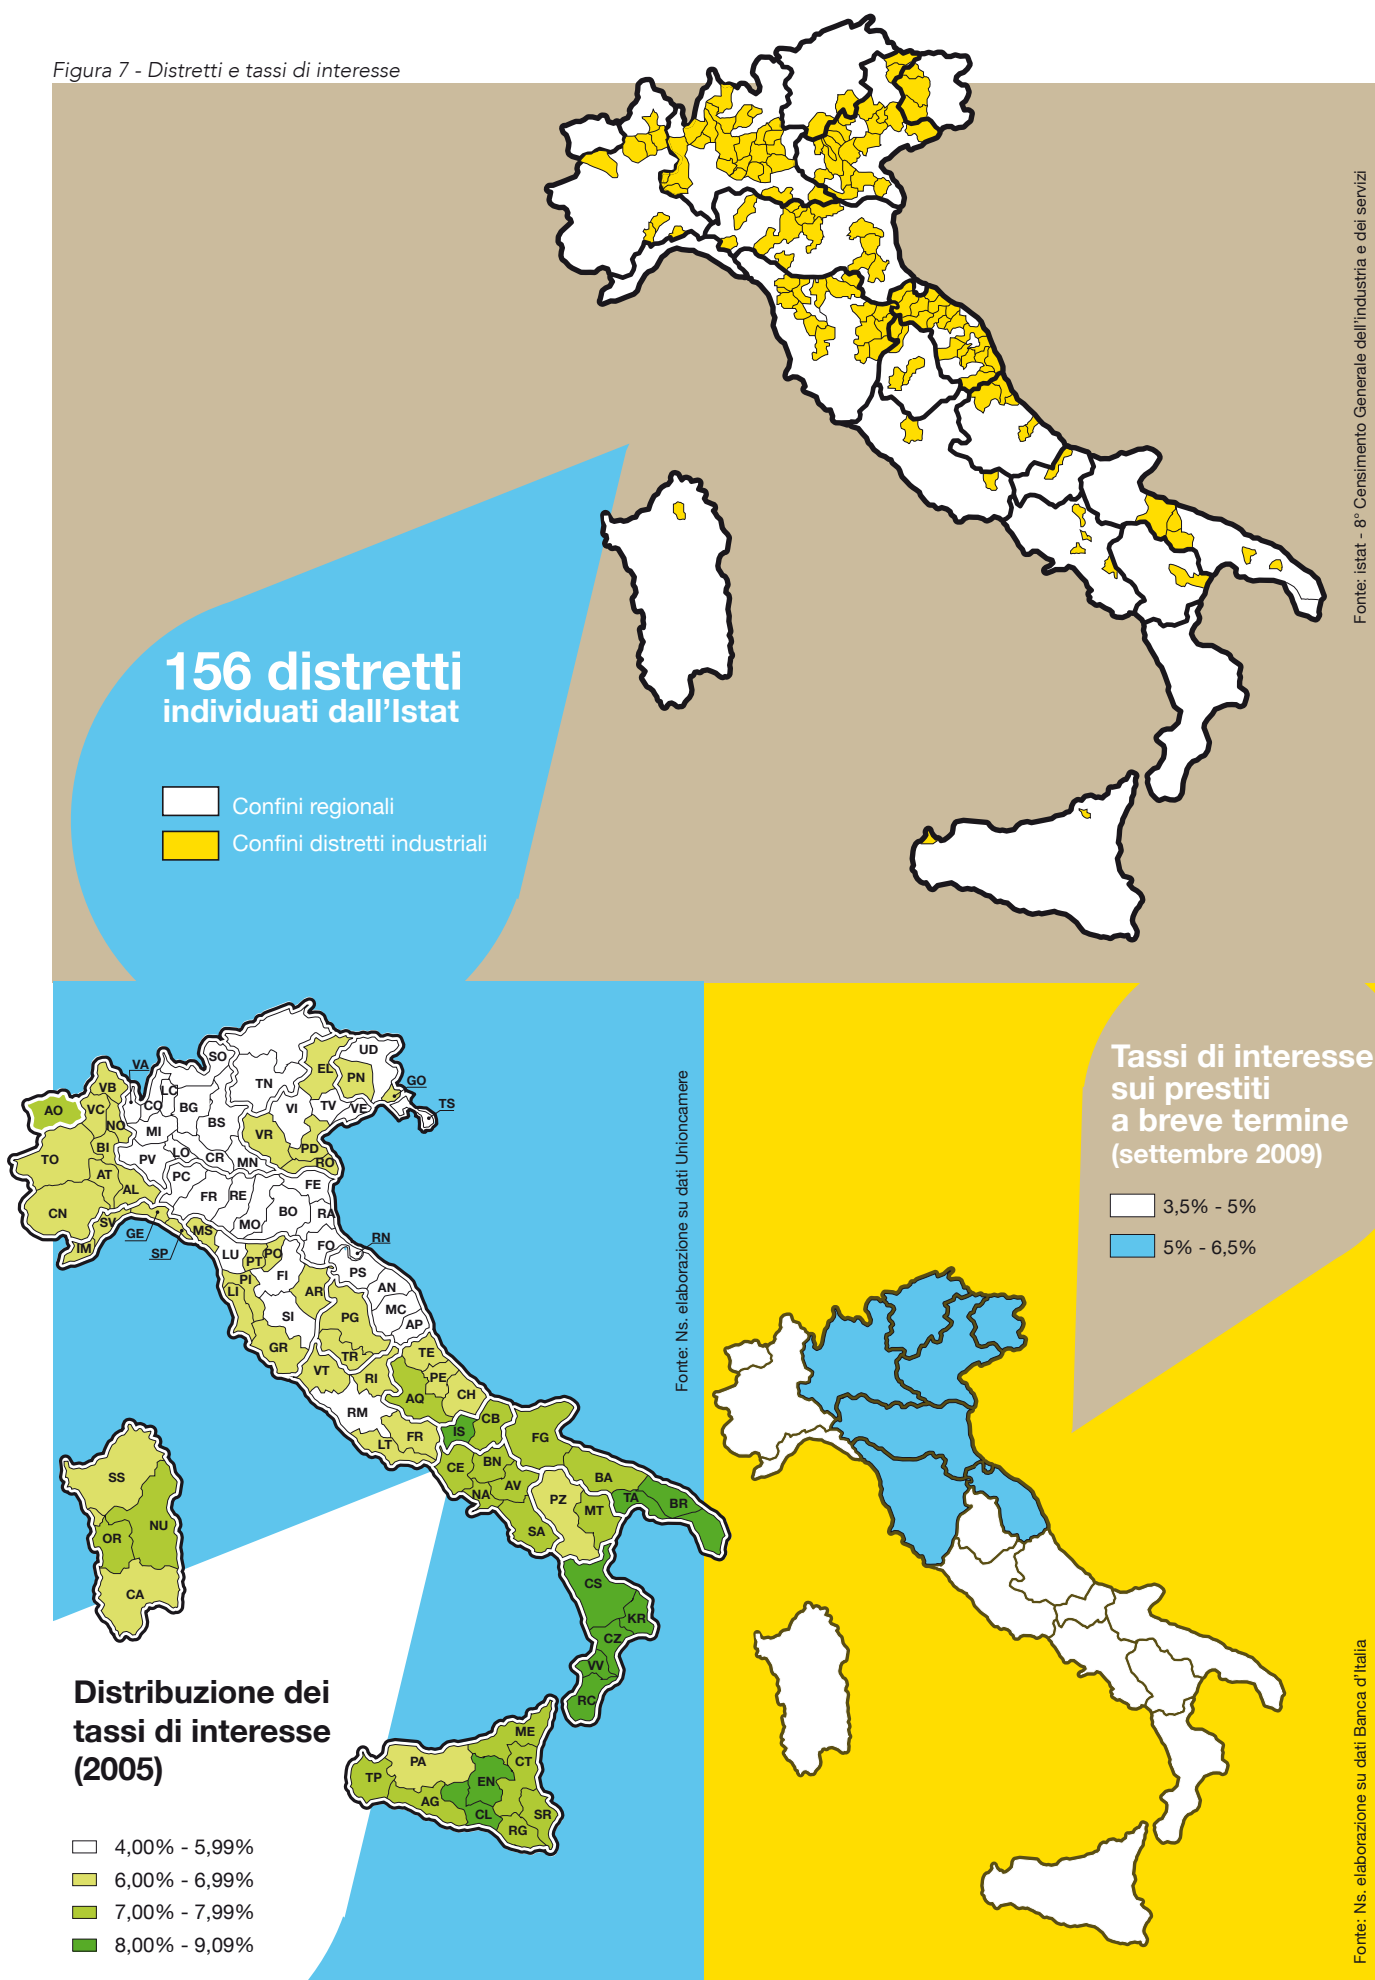 Figura 7 - Distretti e tassi di interesse
Fonte: istat - 8° Censimento Generale dell'industria e dei servizi
156 distretti
individuati dall'Istat
Confini regionali
Confini distretti industriali
SO
UD
VA
TN
EL
PN
VB
LC
GO
AO
VC
CO
BG
VI
TV
VE
TS
NO
MI
BS
VR
BI
LO
PD
TO
PV
CR
MN
RO
AT
PC
AL
FR
RE
FE
CN
SV
MO
BO
RA
GE
MS
IM
SP
LU
PT
PO
FO
RN
PI
FI
PS
LI
AR
AN
SI
PG
MC
AP
GR
TR
TE
VT
RI
PE
AQ
CH
RM
CB
LT
FR
IS
FG
CE
BN
BA
SS
NA
AV
PZ
TA
BR
MT
NU
OR
SA
CA
CS
KR
CZ
VV
RC
ME
PA
CT
TP
EN
AG
CL
SR
RG
Distribuzione dei
tassi di interesse
(2005)
4,00% - 5,99%
6,00% - 6,99%
7,00% - 7,99%
8,00% - 9,09%
Fonte: Ns. elaborazione su dati Unioncamere
Tassi di interesse
sui prestiti
a breve termine
(settembre 2009)
3,5% - 5%
5% - 6,5%
Fonte: Ns. elaborazione su dati Banca d'Italia